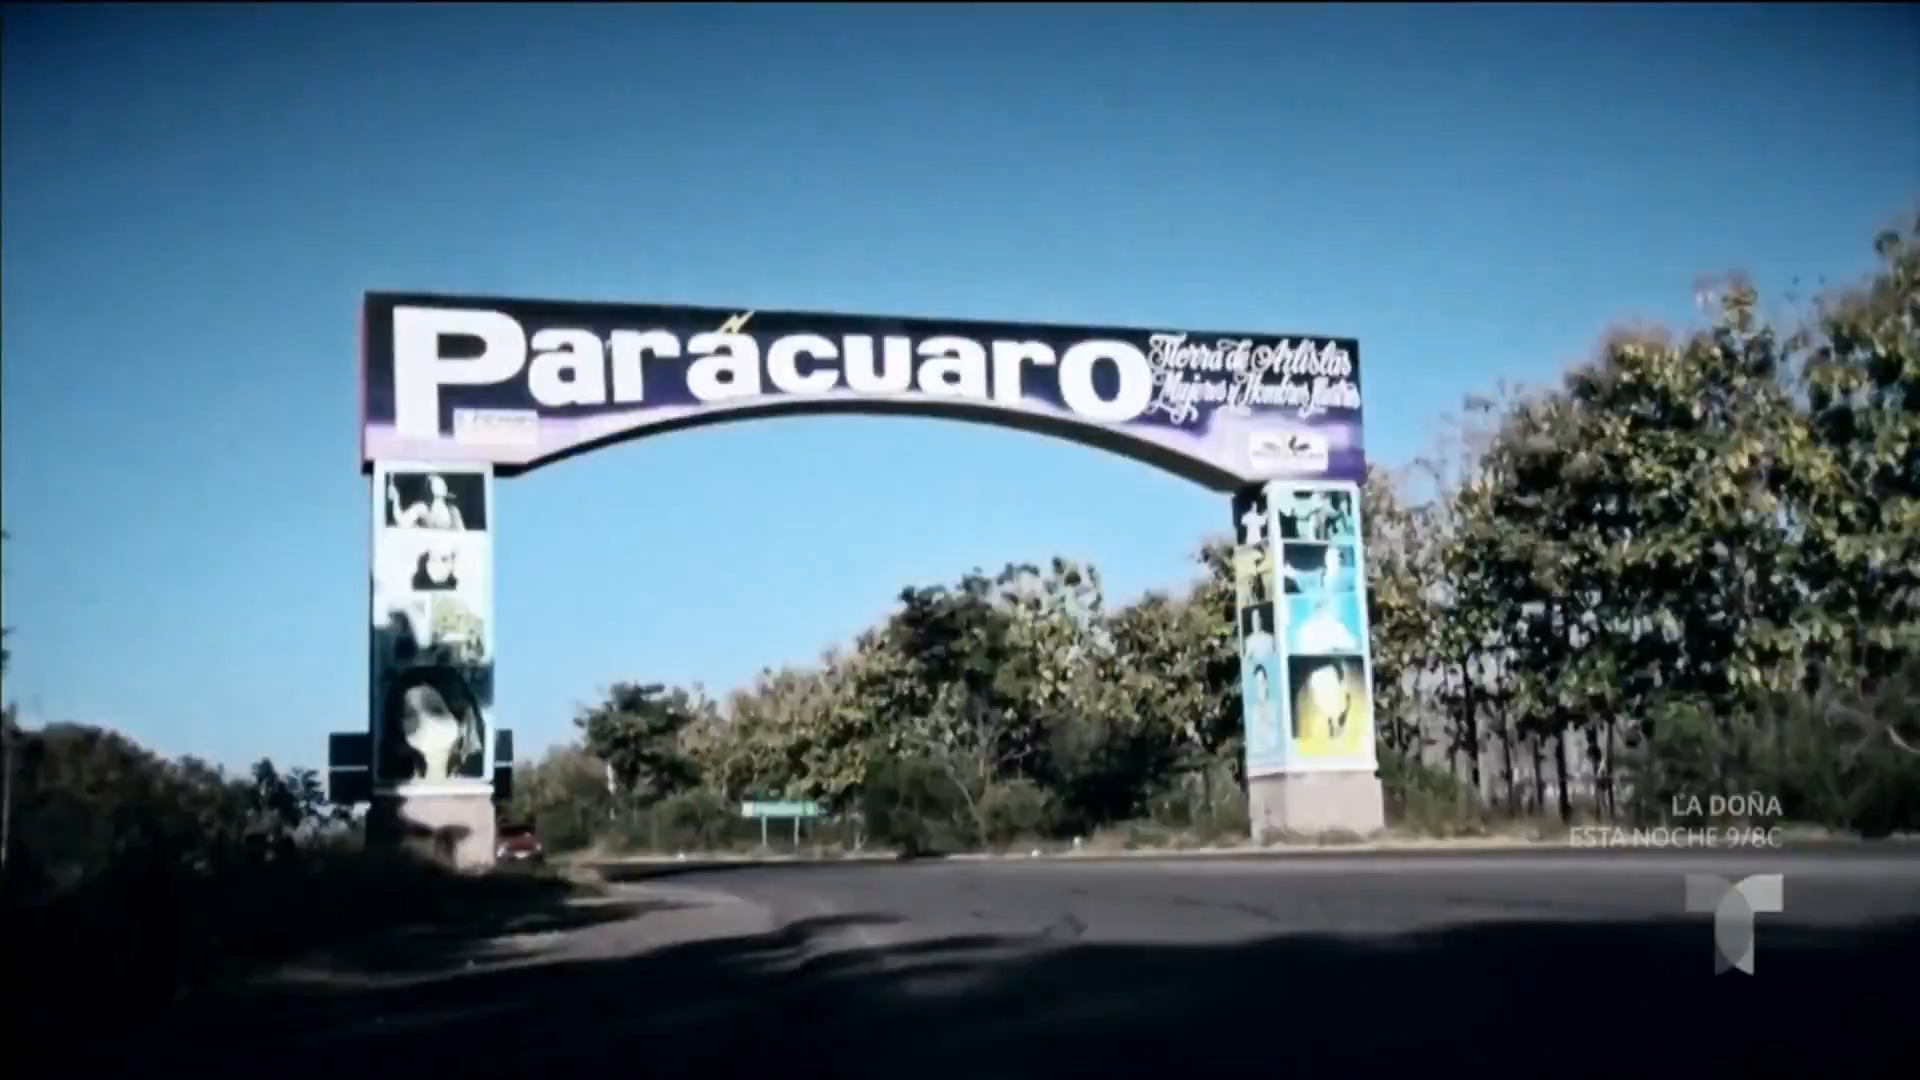 Parácuaro
Tierra de Artistas
Mujeres y Hombres Ilustres
LA DOÑA
ESTA NOCHE 9/8C